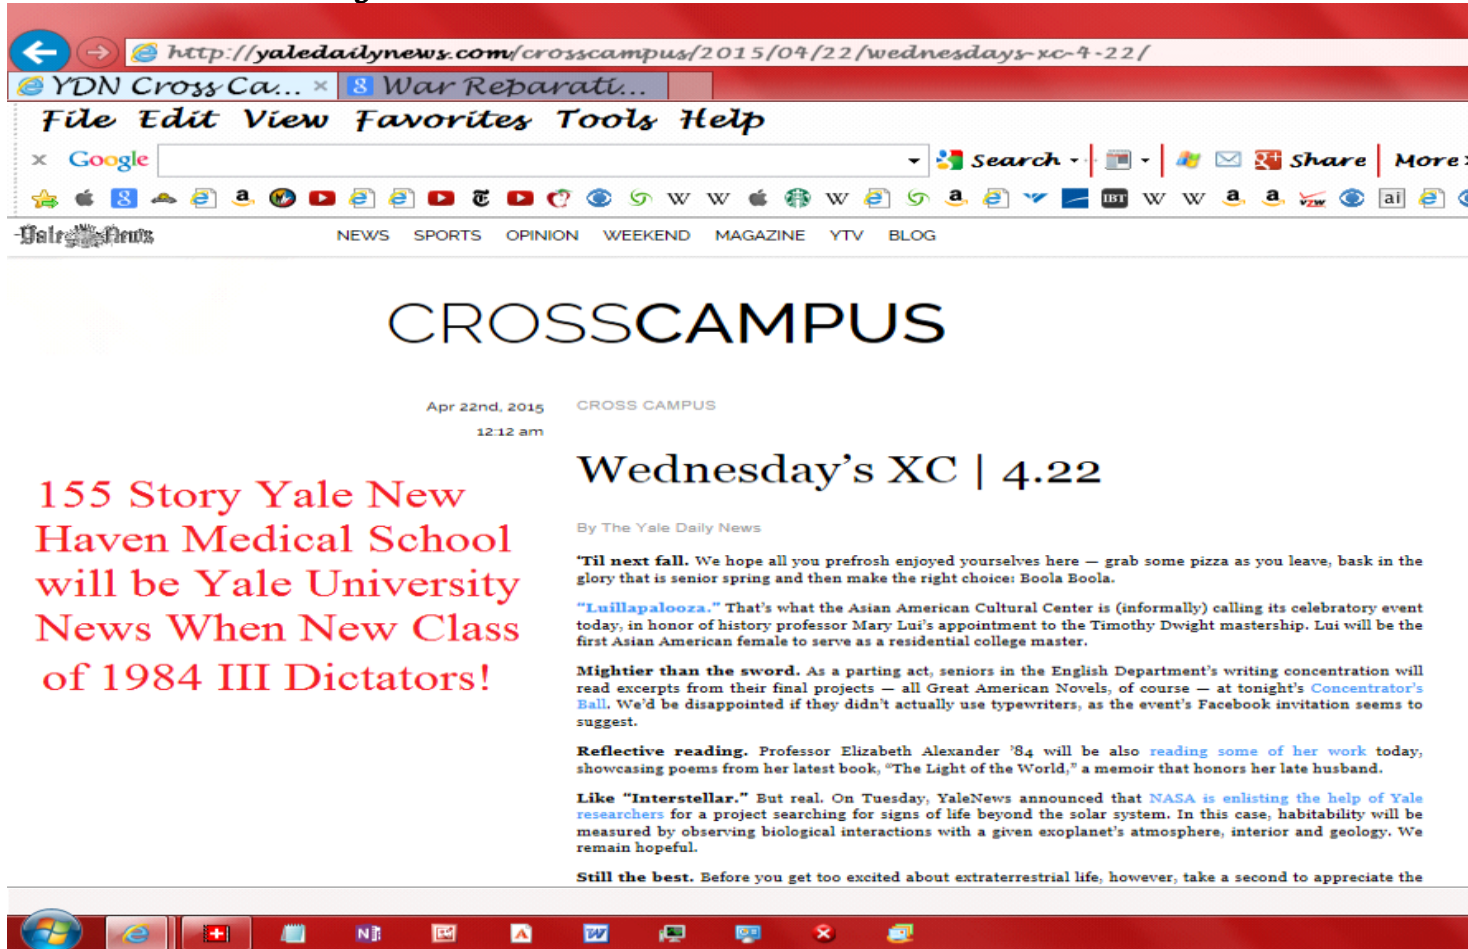 http://yaledailynews.com/crosscampus/2015/04/22/wednesdays-xc-4-22/
YDN Cross Ca... × 8 War Reparati...
File Edit View Favorites Tools Help
x Google Search Share More
Yale News NEWS SPORTS OPINION WEEKEND MAGAZINE YTV BLOG
CROSSCAMPUS
Apr 22nd, 2015
12:12 am
155 Story Yale New
Haven Medical School
will be Yale University
News When New Class
of 1984 III Dictators!
CROSS CAMPUS
Wednesday's XC | 4.22
By The Yale Daily News
'Til next fall. We hope all you prefrosh enjoyed yourselves here — grab some pizza as you leave, bask in the
glory that is senior spring and then make the right choice: Boola Boola.
"Luillapalooza." That's what the Asian American Cultural Center is (informally) calling its celebratory event
today, in honor of history professor Mary Lui's appointment to the Timothy Dwight mastership. Lui will be the
first Asian American female to serve as a residential college master.
Mightier than the sword. As a parting act, seniors in the English Department's writing concentration will
read excerpts from their final projects — all Great American Novels, of course — at tonight's Concentrator's
Ball. We'd be disappointed if they didn't actually use typewriters, as the event's Facebook invitation seems to
suggest.
Reflective reading. Professor Elizabeth Alexander '84 will be also reading some of her work today,
showcasing poems from her latest book, "The Light of the World," a memoir that honors her late husband.
Like "Interstellar." But real. On Tuesday, YaleNews announced that NASA is enlisting the help of Yale
researchers for a project searching for signs of life beyond the solar system. In this case, habitability will be
measured by observing biological interactions with a given exoplanet's atmosphere, interior and geology. We
remain hopeful.
Still the best. Before you get too excited about extraterrestrial life, however, take a second to appreciate the